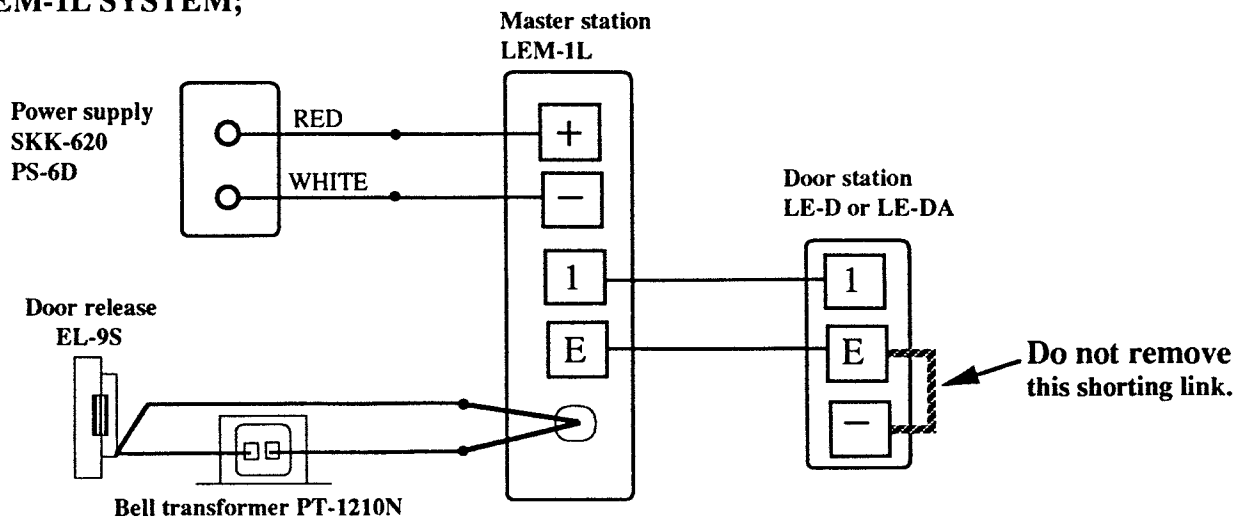 EM-1L SYSTEM;
Master station
LEM-1L
Power supply
SKK-620
PS-6D
RED
WHITE
+
−
1
E
Door station
LE-D or LE-DA
1
E
−
Do not remove
this shorting link.
Door release
EL-9S
Bell transformer PT-1210N